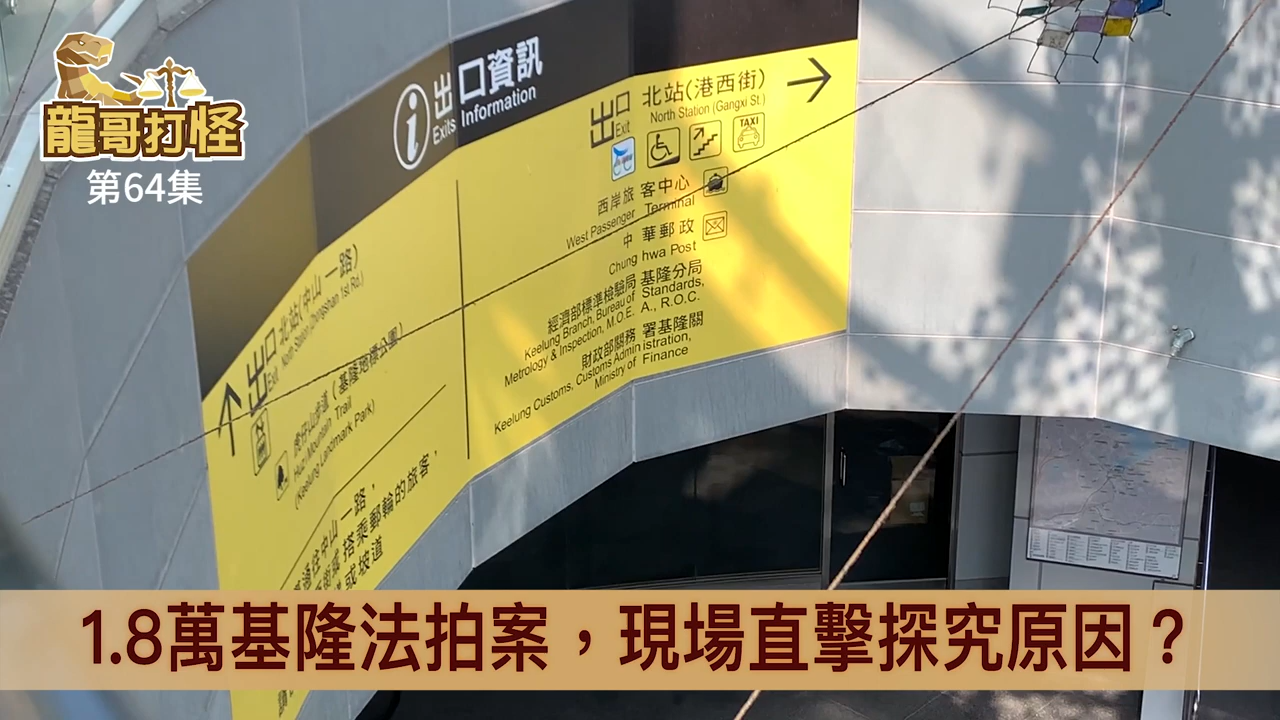 龍哥打怪
第64集
出口資訊
Exits Information
出口
Exit
北站(港西街)
North Station (Gangxi St.)
TAXI
西岸旅客中心
West Passenger Terminal
中華郵政
Chunghwa Post
經濟部標準檢驗局基隆分局
Keelung Branch, Bureau of Standards,
Metrology & Inspection, M.O.E.A., R.O.C.
財政部關務署基隆關
Keelung Customs, Customs Administration,
Ministry of Finance
出口
Exit
北站(中山一路)
North Station (Zhongshan 1st Rd.)
虎仔山步道(基隆地標公園)
Huzi Mountain Trail
(Keelung Landmark Park)
往中山一路,
搭乘郵輪的旅客,
或坡道
1.8萬基隆法拍案,現場直擊探究原因?